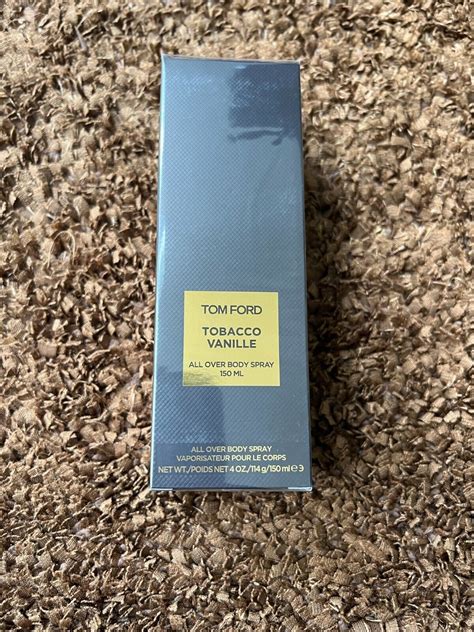 TOM FORD
TOBACCO
VANILLE
ALL OVER BODY SPRAY
150 ML
ALL OVER BODY SPRAY
VAPORISATEUR POUR LE CORPS
NET WT./POIDS NET 4 OZ./114 g/150 ml ℮ Э